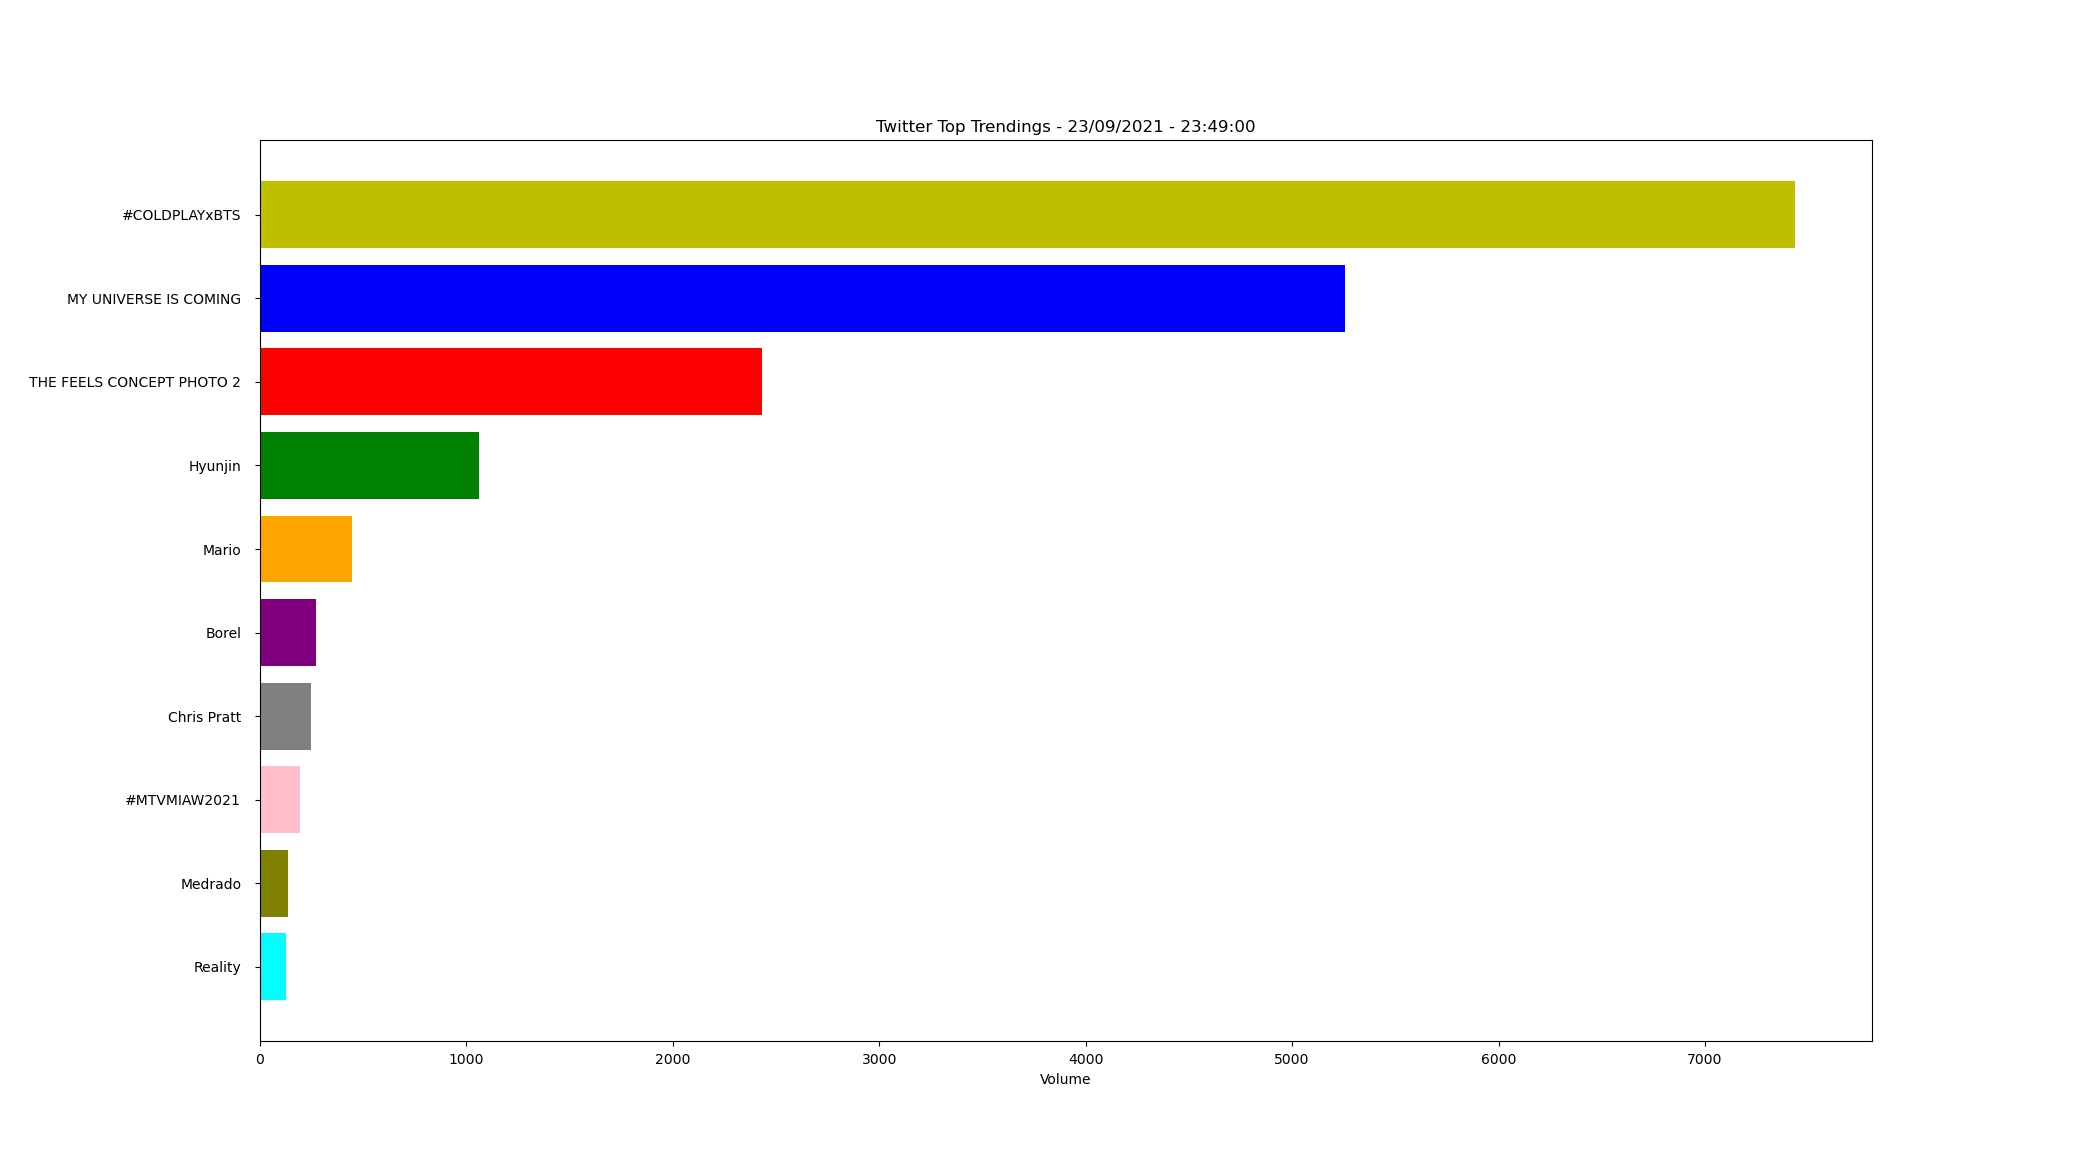 Twitter Top Trendings - 23/09/2021 - 23:49:00
#COLDPLAYxBTS
MY UNIVERSE IS COMING
THE FEELS CONCEPT PHOTO 2
Hyunjin
Mario
Borel
Chris Pratt
#MTVMIAW2021
Medrado
Reality
0 1000 2000 3000 4000 5000 6000 7000
Volume